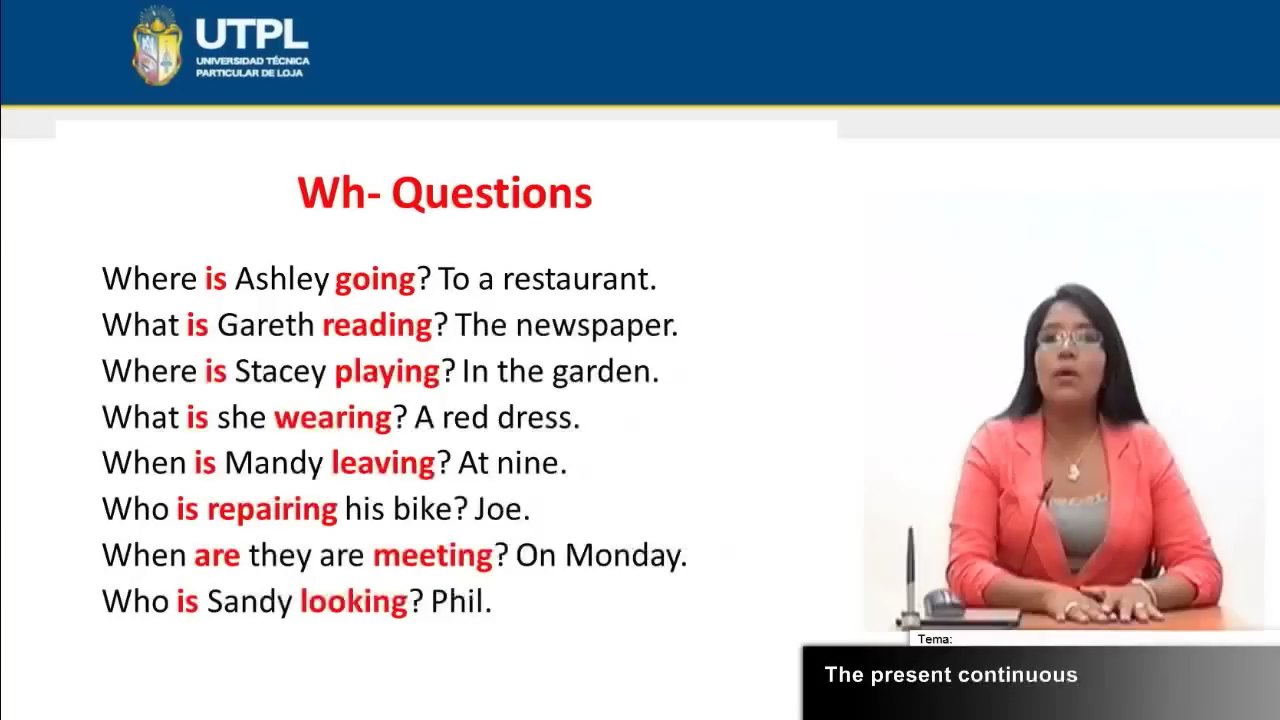 UTPL
UNIVERSIDAD TÉCNICA
PARTICULAR DE LOJA
Wh- Questions
Where is Ashley going? To a restaurant.
What is Gareth reading? The newspaper.
Where is Stacey playing? In the garden.
What is she wearing? A red dress.
When is Mandy leaving? At nine.
Who is repairing his bike? Joe.
When are they are meeting? On Monday.
Who is Sandy looking? Phil.
Tema:
The present continuous